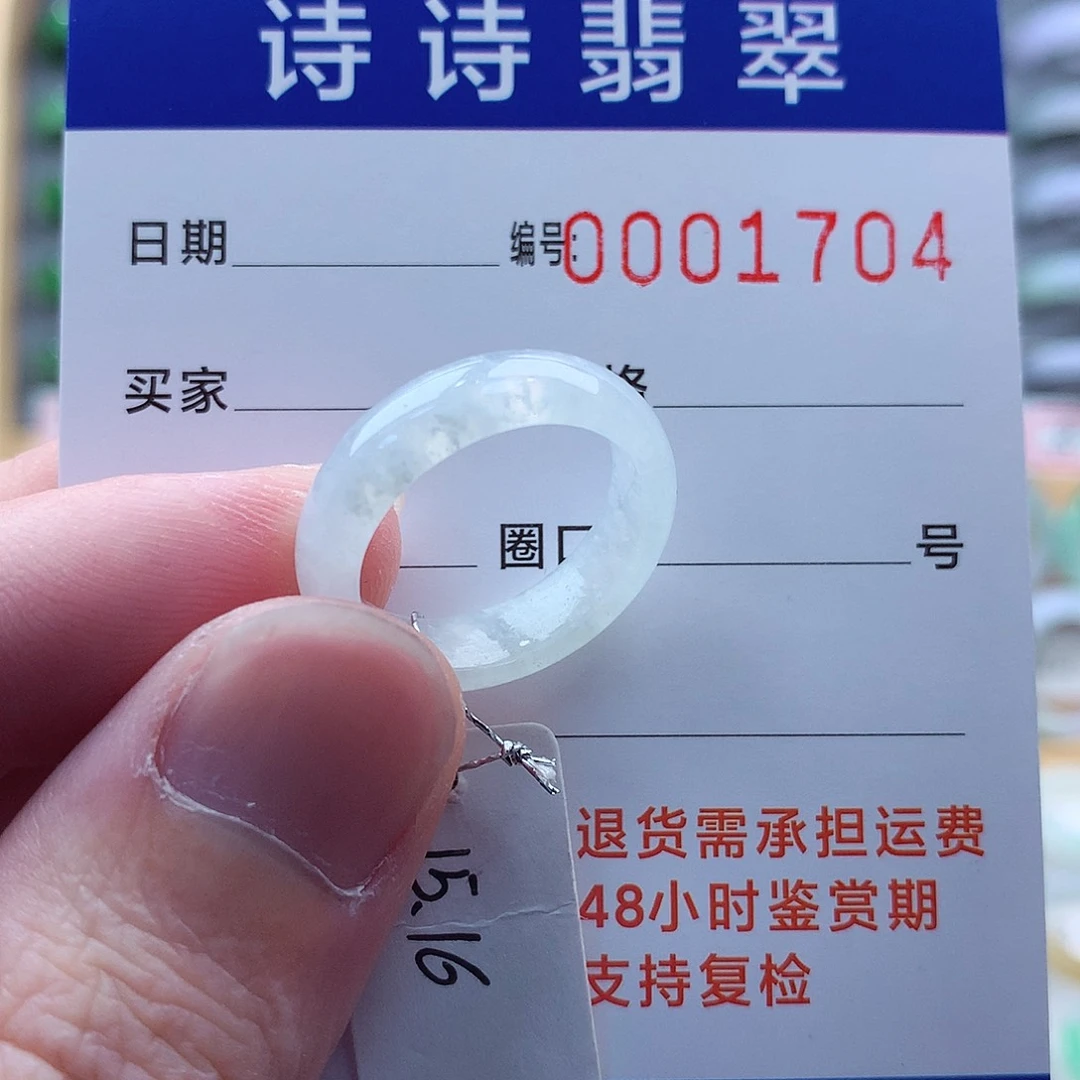 诗诗翡翠
日期 编号:0001704
买家 格
圈口 号
退货需承担运费
48小时鉴赏期
支持复检
15.16